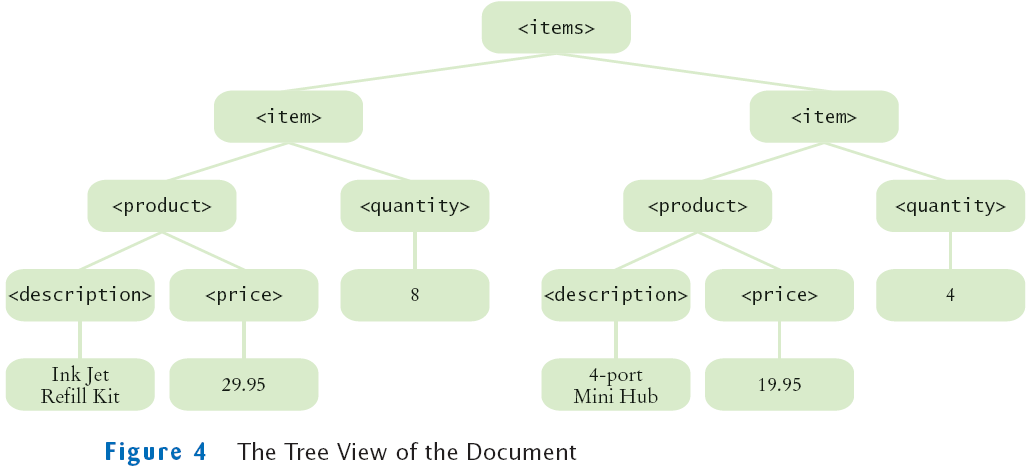 <items>
<item>
<item>
<product>
<quantity>
<product>
<quantity>
<description>
<price>
8
<description>
<price>
4
Ink Jet
Refill Kit
29.95
4-port
Mini Hub
19.95
Figure 4 The Tree View of the Document